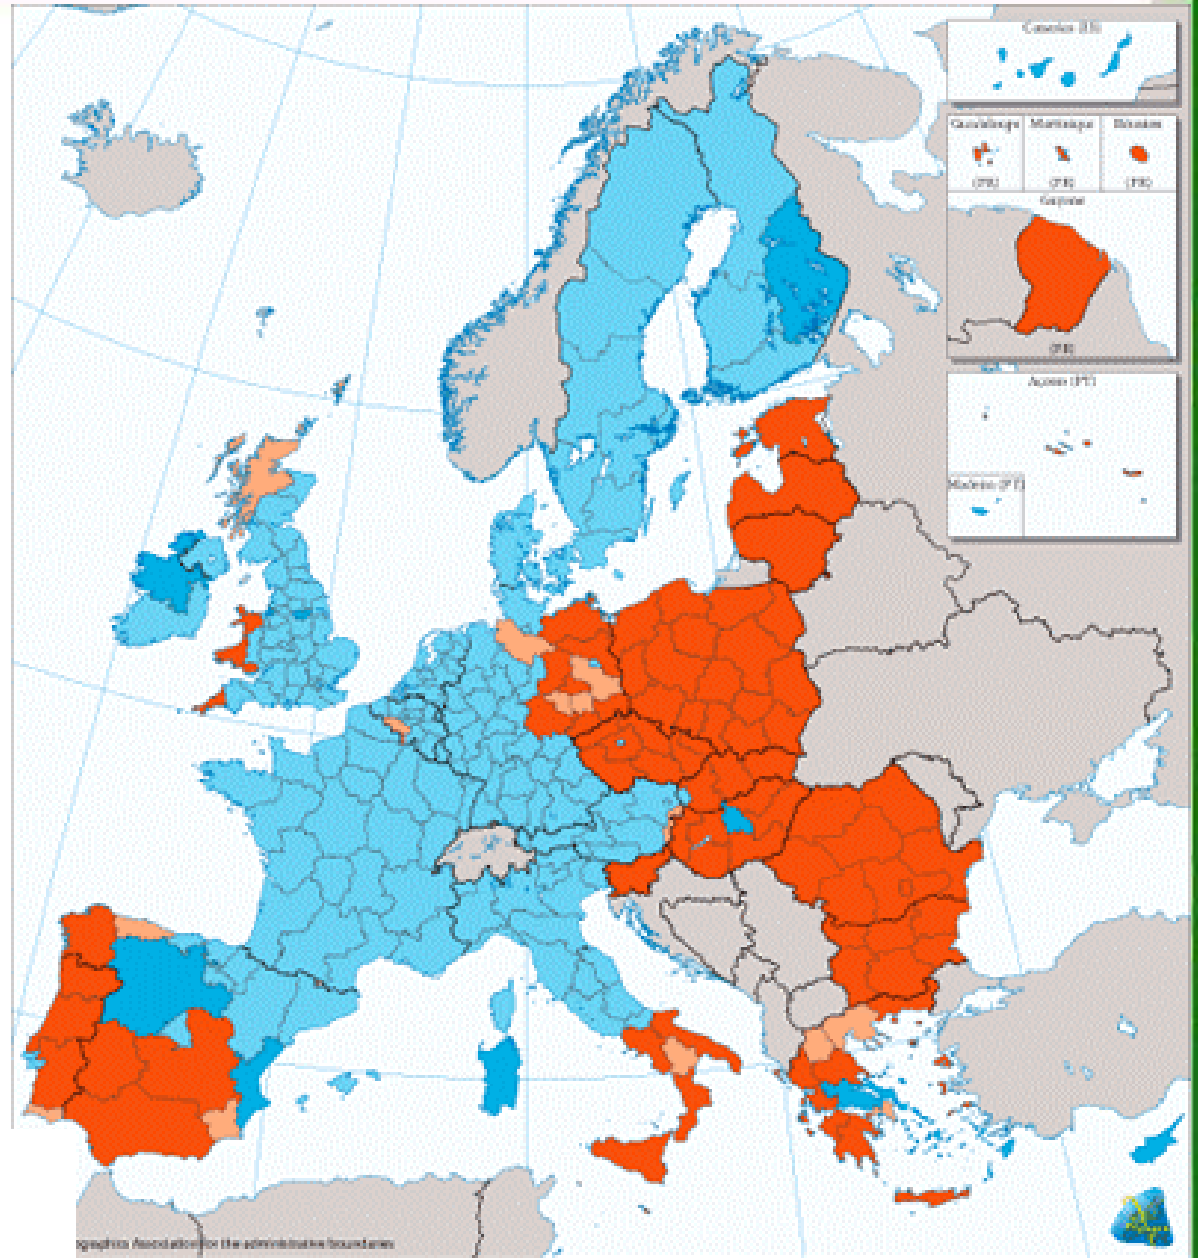 Canarias (ES)
Guadeloupe Martinique Réunion
(FR) (FR) (FR)
Guyane
(FR)
Açores (PT)
Madeira (PT)
ographics Association for the administrative boundaries